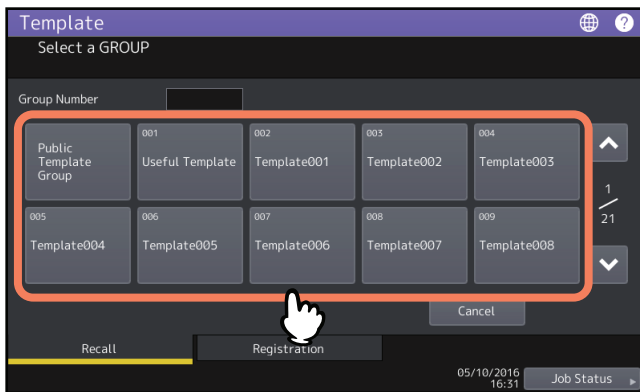 Template
?
Select a GROUP
Group Number
Public
Template
Group
001
Useful Template
002
Template001
003
Template002
004
Template003
005
Template004
006
Template005
007
Template006
008
Template007
009
Template008
1
21
Cancel
Recall
Registration
05/10/2016
16:31
Job Status